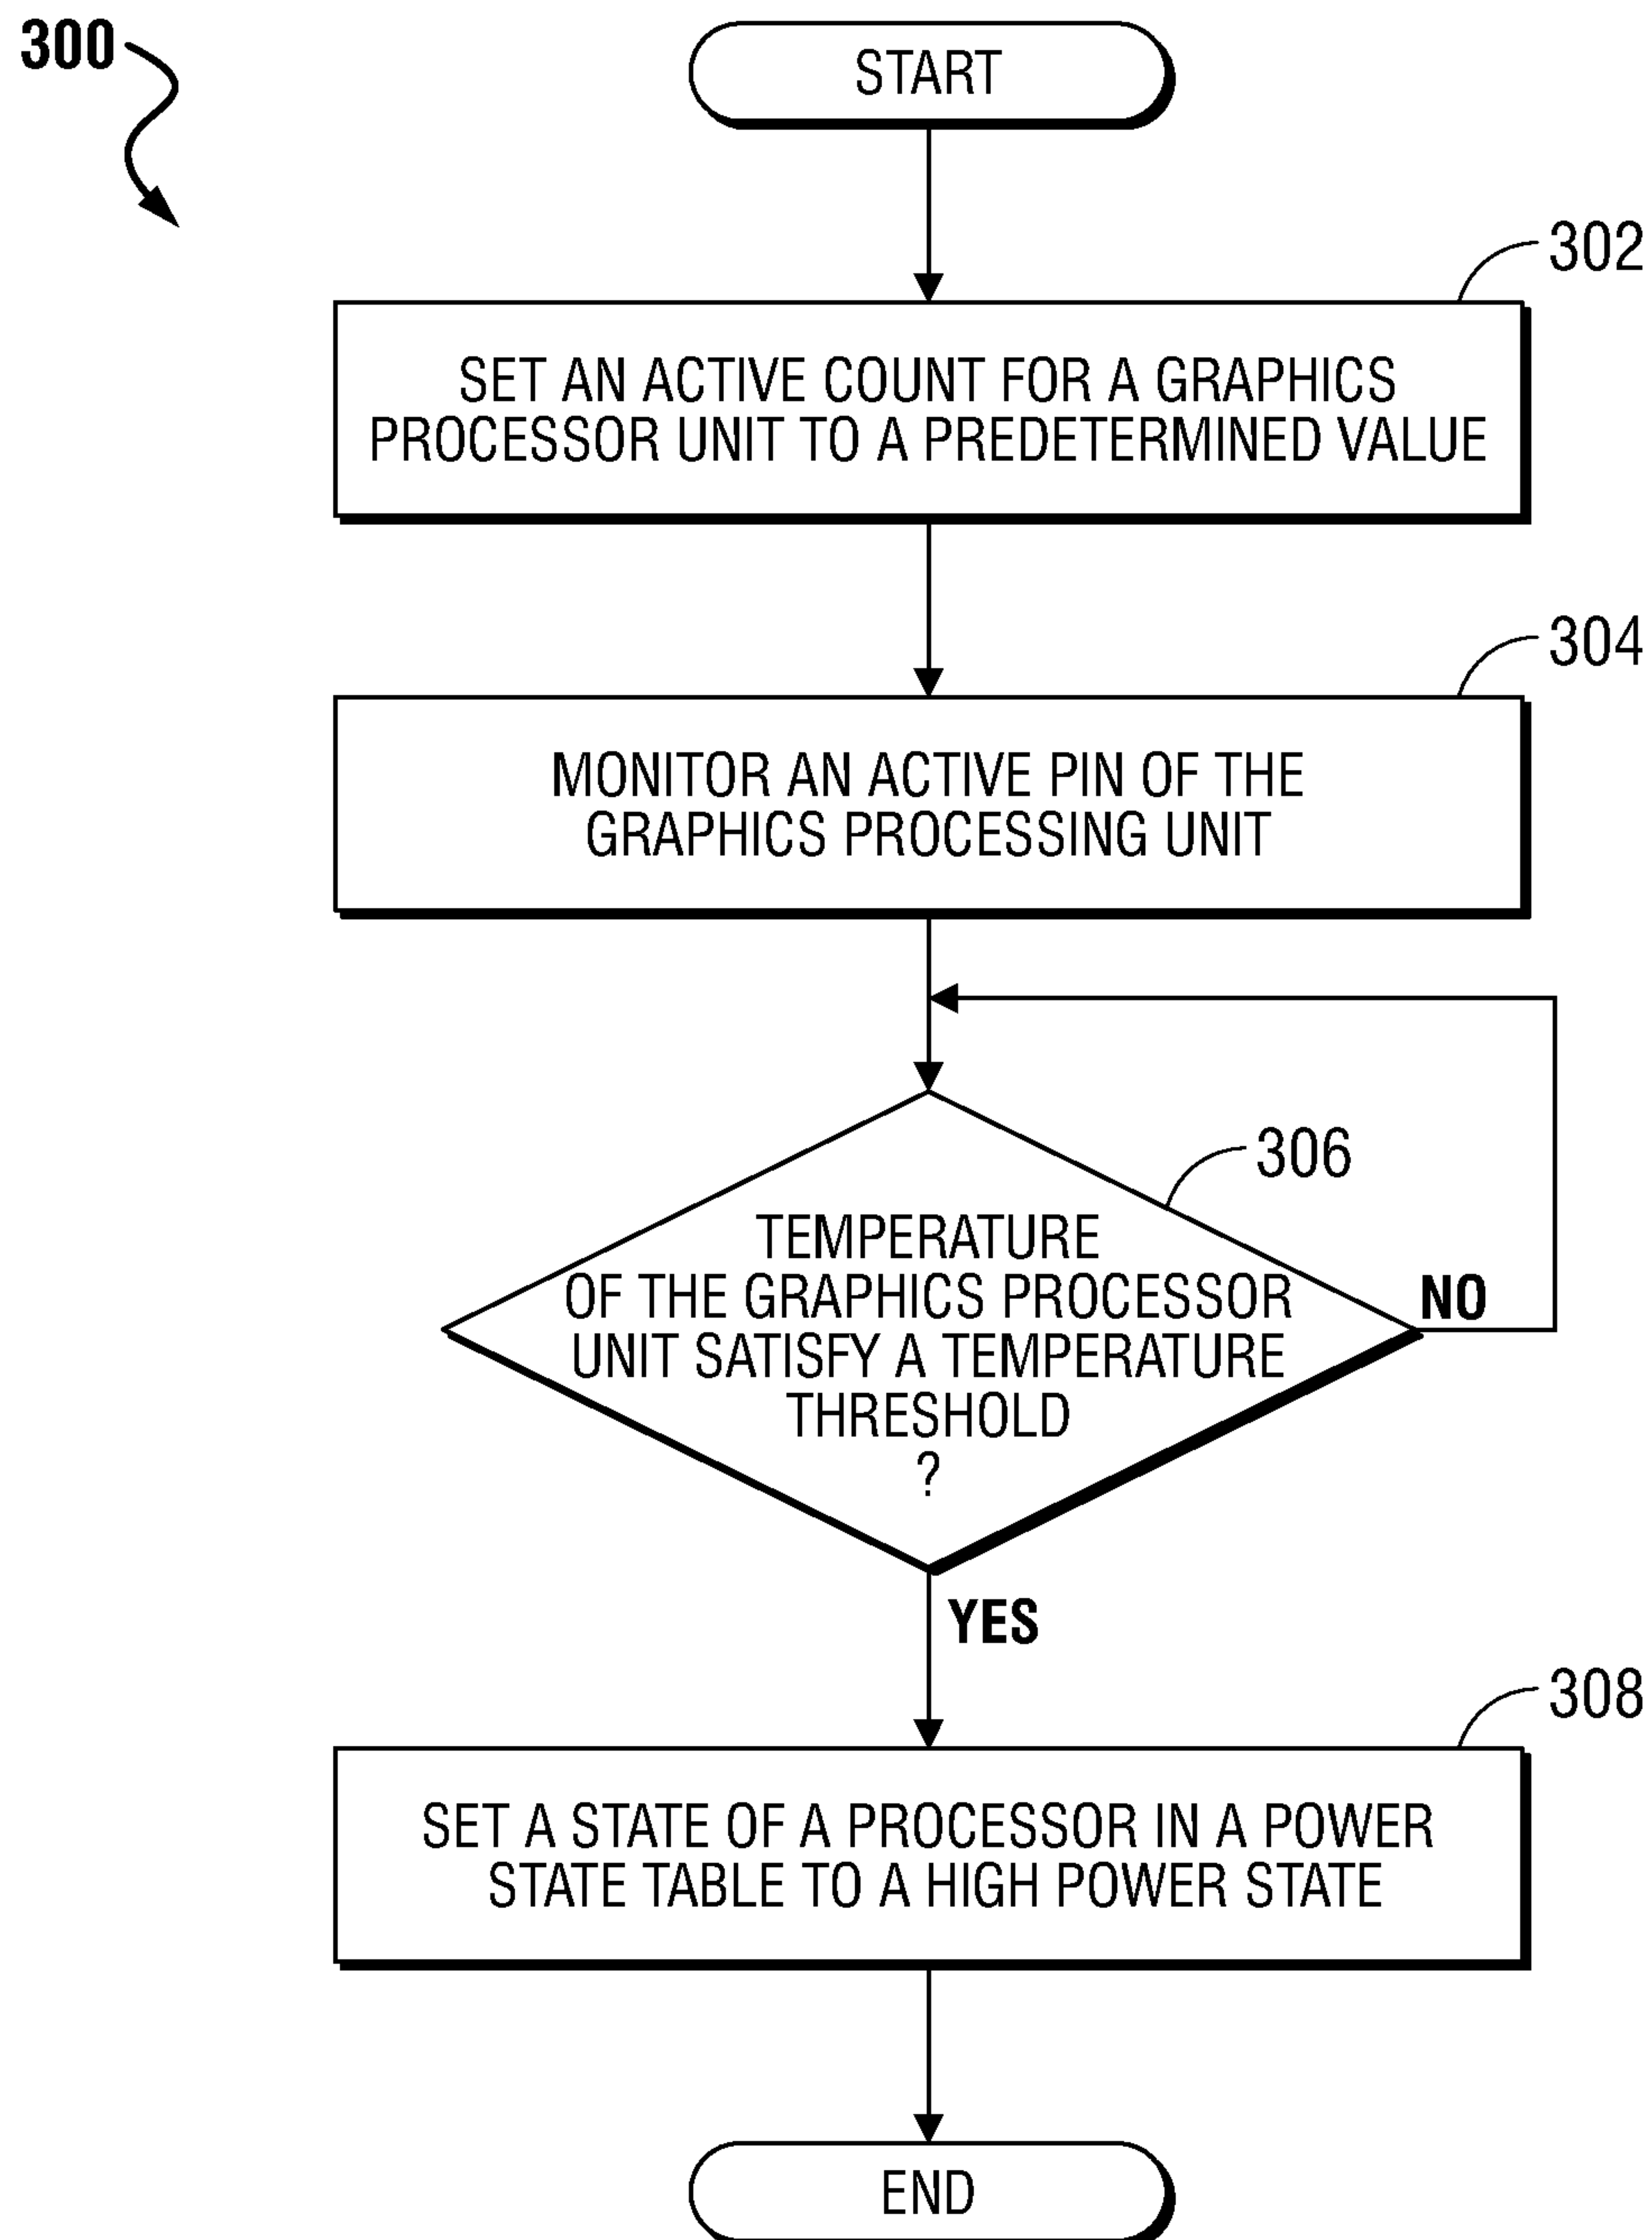 300
START
302
SET AN ACTIVE COUNT FOR A GRAPHICS
PROCESSOR UNIT TO A PREDETERMINED VALUE
304
MONITOR AN ACTIVE PIN OF THE
GRAPHICS PROCESSING UNIT
306
TEMPERATURE
OF THE GRAPHICS PROCESSOR
UNIT SATISFY A TEMPERATURE
THRESHOLD
?
NO
YES
308
SET A STATE OF A PROCESSOR IN A POWER
STATE TABLE TO A HIGH POWER STATE
END